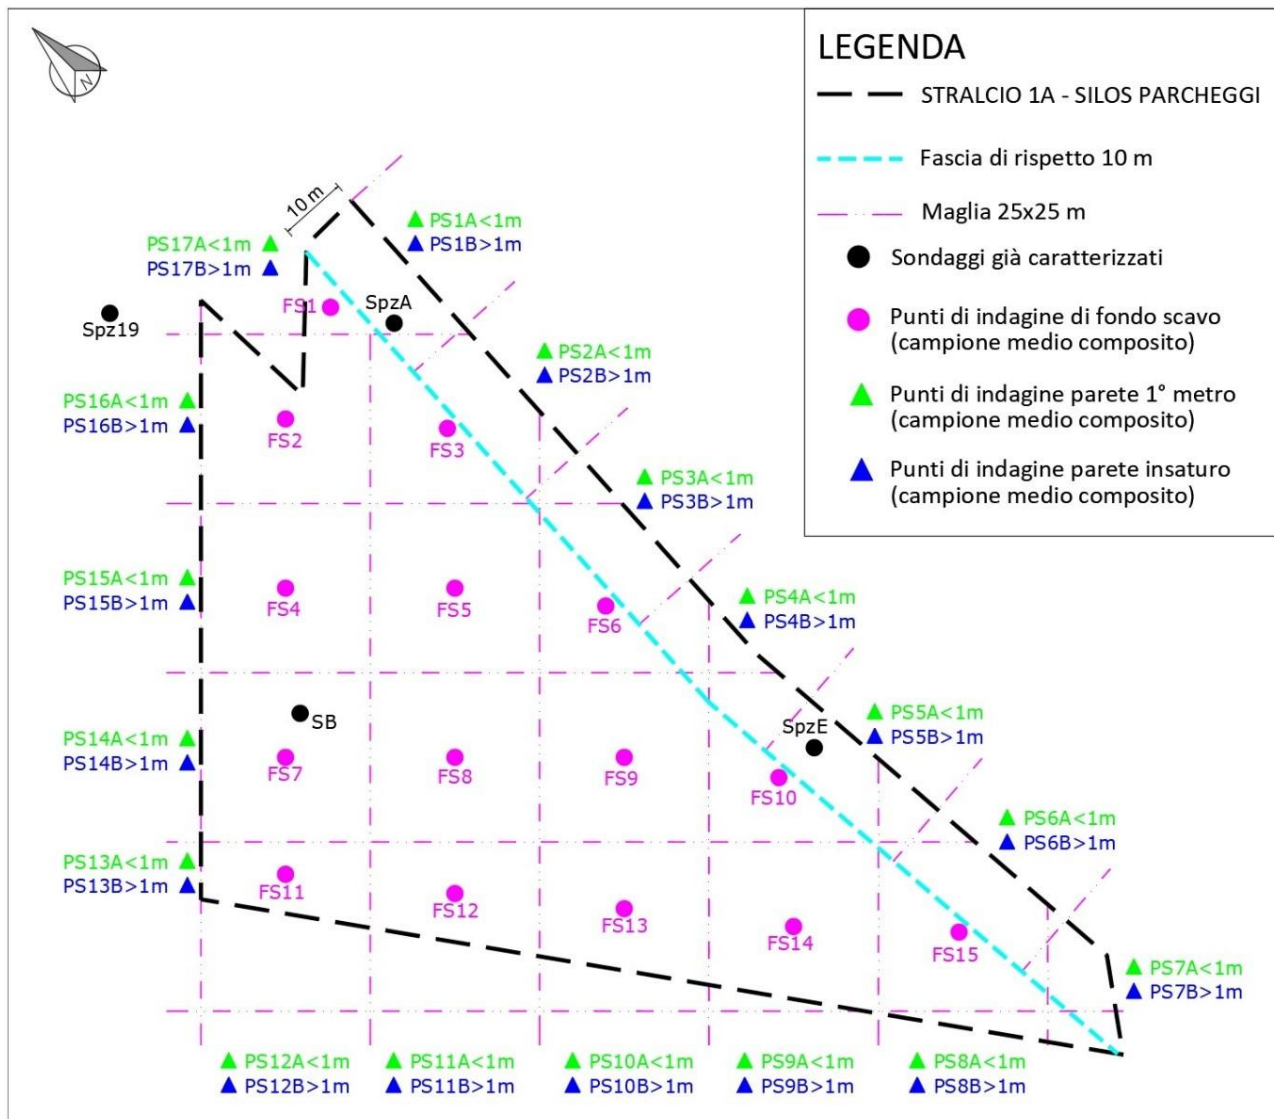 LEGENDA
STRALCIO 1A - SILOS PARCHEGGI
Fascia di rispetto 10 m
Maglia 25x25 m
Sondaggi già caratterizzati
Punti di indagine di fondo scavo
(campione medio composito)
Punti di indagine parete 1° metro
(campione medio composito)
Punti di indagine parete insaturo
(campione medio composito)
N
10 m
PS1A<1m
PS1B>1m
PS17A<1m
PS17B>1m
FS1
SpzA
Spz19
PS2A<1m
PS2B>1m
PS16A<1m
PS16B>1m
FS2
FS3
PS3A<1m
PS3B>1m
PS15A<1m
PS15B>1m
FS4
FS5
FS6
PS4A<1m
PS4B>1m
SB
SpzE
PS5A<1m
PS5B>1m
PS14A<1m
PS14B>1m
FS7
FS8
FS9
FS10
PS6A<1m
PS6B>1m
PS13A<1m
PS13B>1m
FS11
FS12
FS13
FS14
FS15
PS7A<1m
PS7B>1m
PS12A<1m
PS12B>1m
PS11A<1m
PS11B>1m
PS10A<1m
PS10B>1m
PS9A<1m
PS9B>1m
PS8A<1m
PS8B>1m